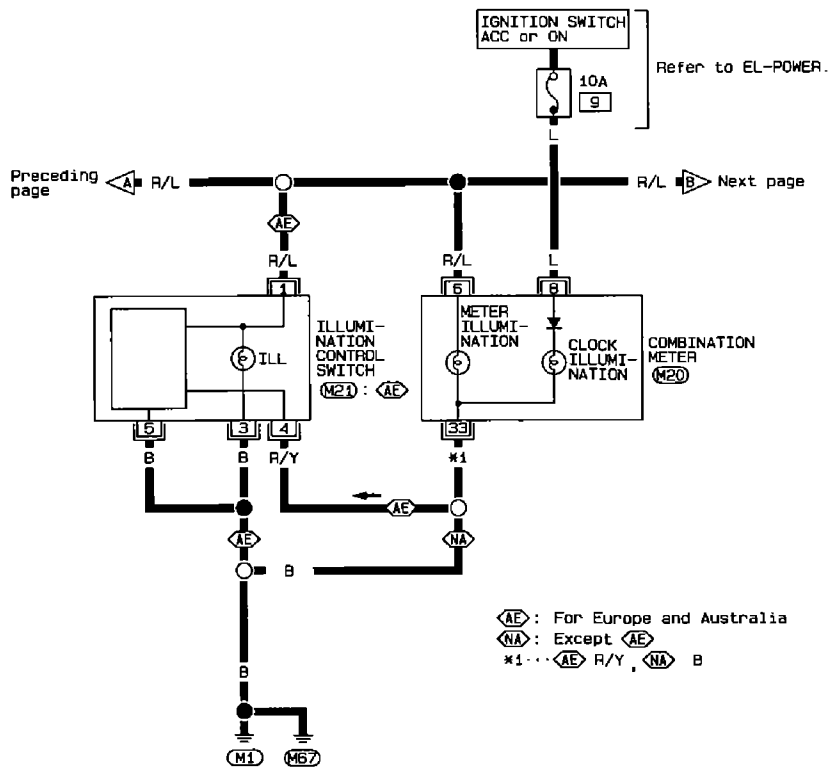 IGNITION SWITCH
ACC or ON
Refer to EL-POWER.
10A
9
L
Preceding
page
A
R/L
R/L
B
Next page
AE
R/L
R/L
L
1
6
8
ILL
ILLUMI-
NATION
CONTROL
SWITCH
M21 : AE
METER
ILLUMI-
NATION
CLOCK
ILLUMI-
NATION
COMBINATION
METER
M20
5
3
4
33
B
B
R/Y
*1
AE
AE
NA
B
B
M1
M67
AE : For Europe and Australia
NA : Except AE
*1··· AE R/Y, NA B